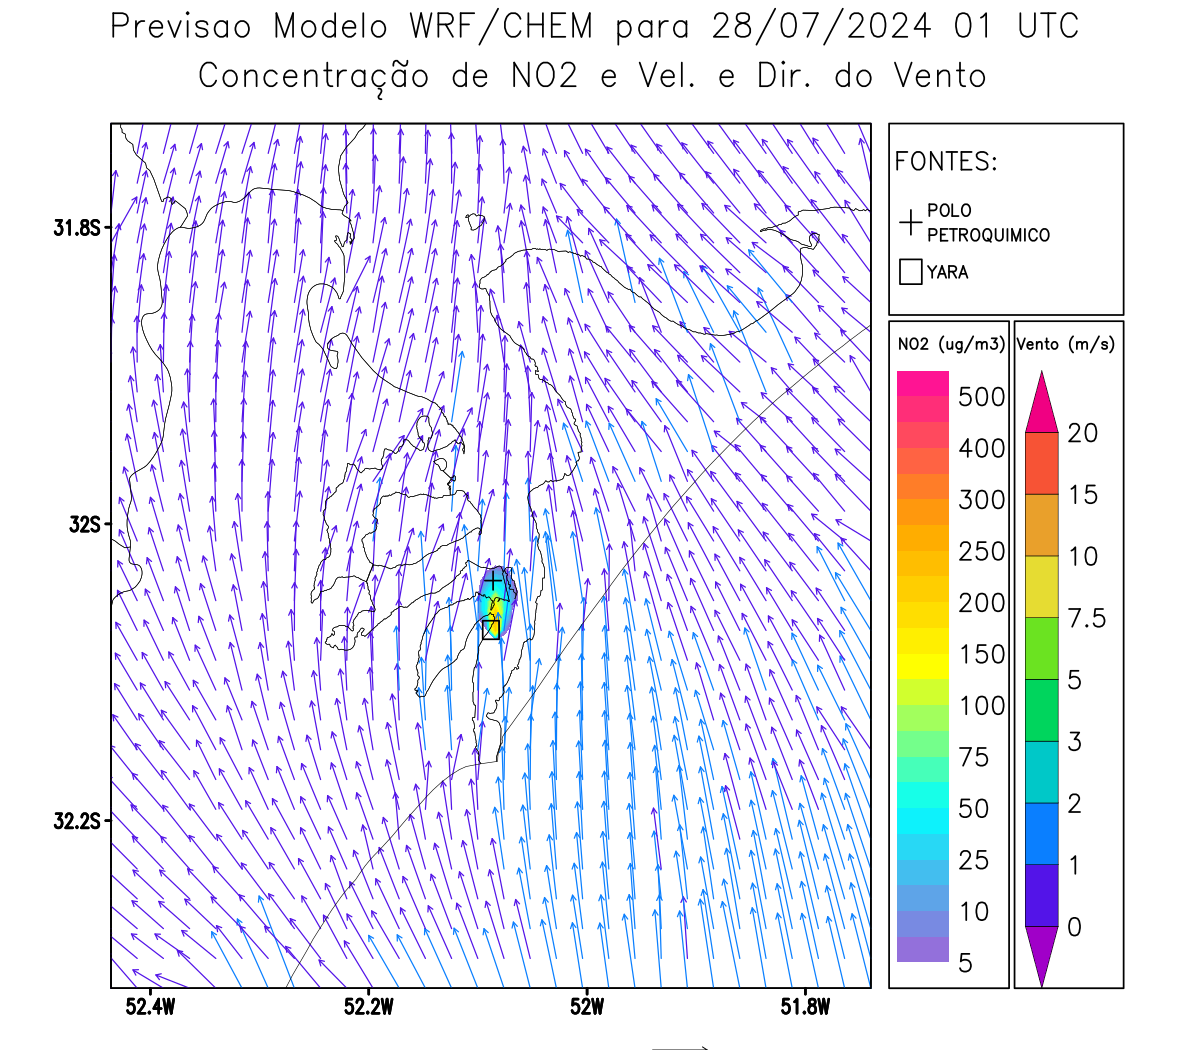 Previsao Modelo WRF/CHEM para 28/07/2024 01 UTC
Concentração de NO2 e Vel. e Dir. do Vento
FONTES:
POLO
PETROQUIMICO
YARA
NO2 (ug/m3)
500
400
300
250
200
150
100
75
50
25
10
5
Vento (m/s)
20
15
10
7.5
5
3
2
1
0
31.8S
32S
32.2S
52.4W
52.2W
52W
51.8W